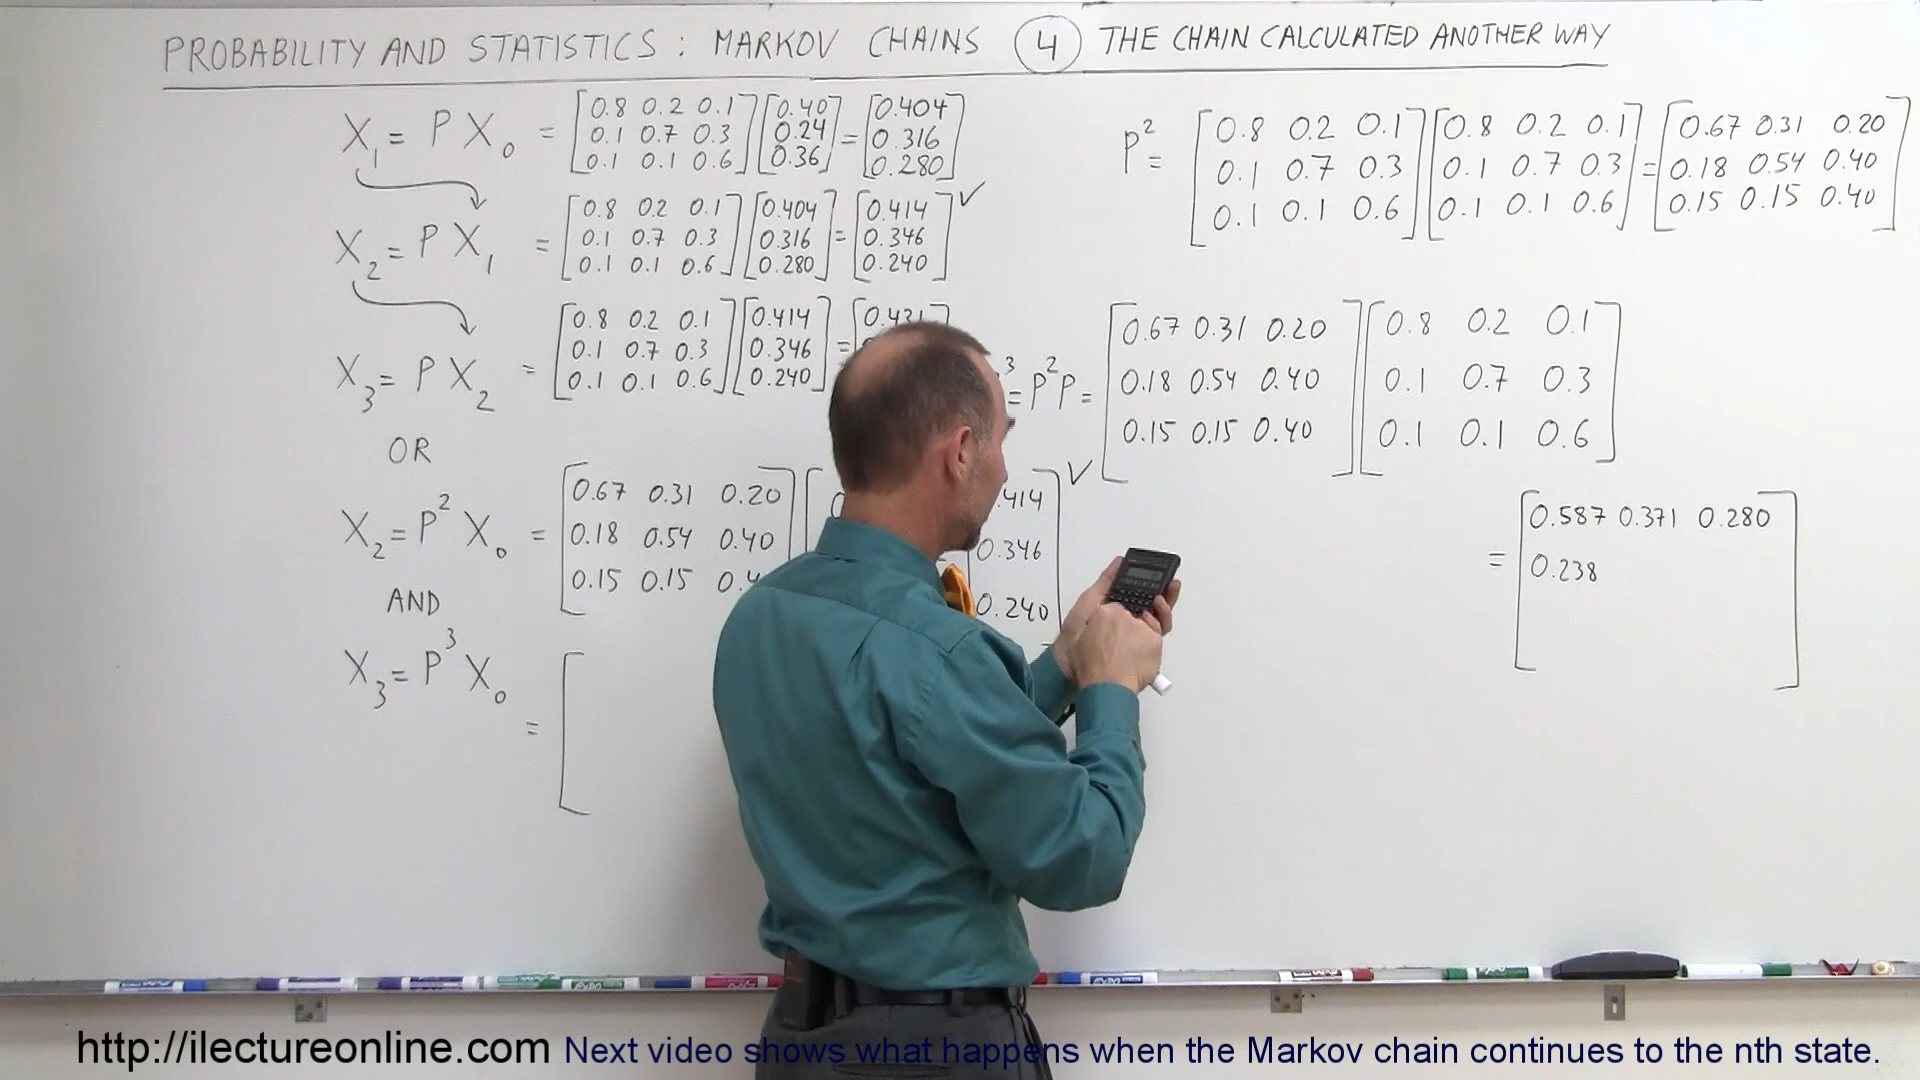 PROBABILITY AND STATISTICS : MARKOV CHAINS 4 THE CHAIN CALCULATED ANOTHER WAY
X1 = P X0 = [0.8 0.2 0.1] [0.40] = [0.404]
0.1 0.7 0.3 0.24 0.316
0.1 0.1 0.6 0.36 0.280
X2 = P X1 = [0.8 0.2 0.1] [0.404] = [0.414] ✓
0.1 0.7 0.3 0.316 0.346
0.1 0.1 0.6 0.280 0.240
X3 = P X2 = [0.8 0.2 0.1] [0.414] = [0.421
0.1 0.7 0.3 0.346
0.1 0.1 0.6 0.240
OR
X2 = P² X0 = [0.67 0.31 0.20] [ .414] ✓
0.18 0.54 0.40 0.346
0.15 0.15 0.4 0.240
AND
X3 = P³ X0 = [
P² = [0.8 0.2 0.1] [0.8 0.2 0.1] = [0.67 0.31 0.20]
0.1 0.7 0.3 0.1 0.7 0.3 0.18 0.54 0.40
0.1 0.1 0.6 0.1 0.1 0.6 0.15 0.15 0.40
³ = P²P = [0.67 0.31 0.20] [0.8 0.2 0.1]
0.18 0.54 0.40 0.1 0.7 0.3
0.15 0.15 0.40 0.1 0.1 0.6
= [0.587 0.371 0.280]
0.238
http://ilectureonline.com Next video shows what happens when the Markov chain continues to the nth state.